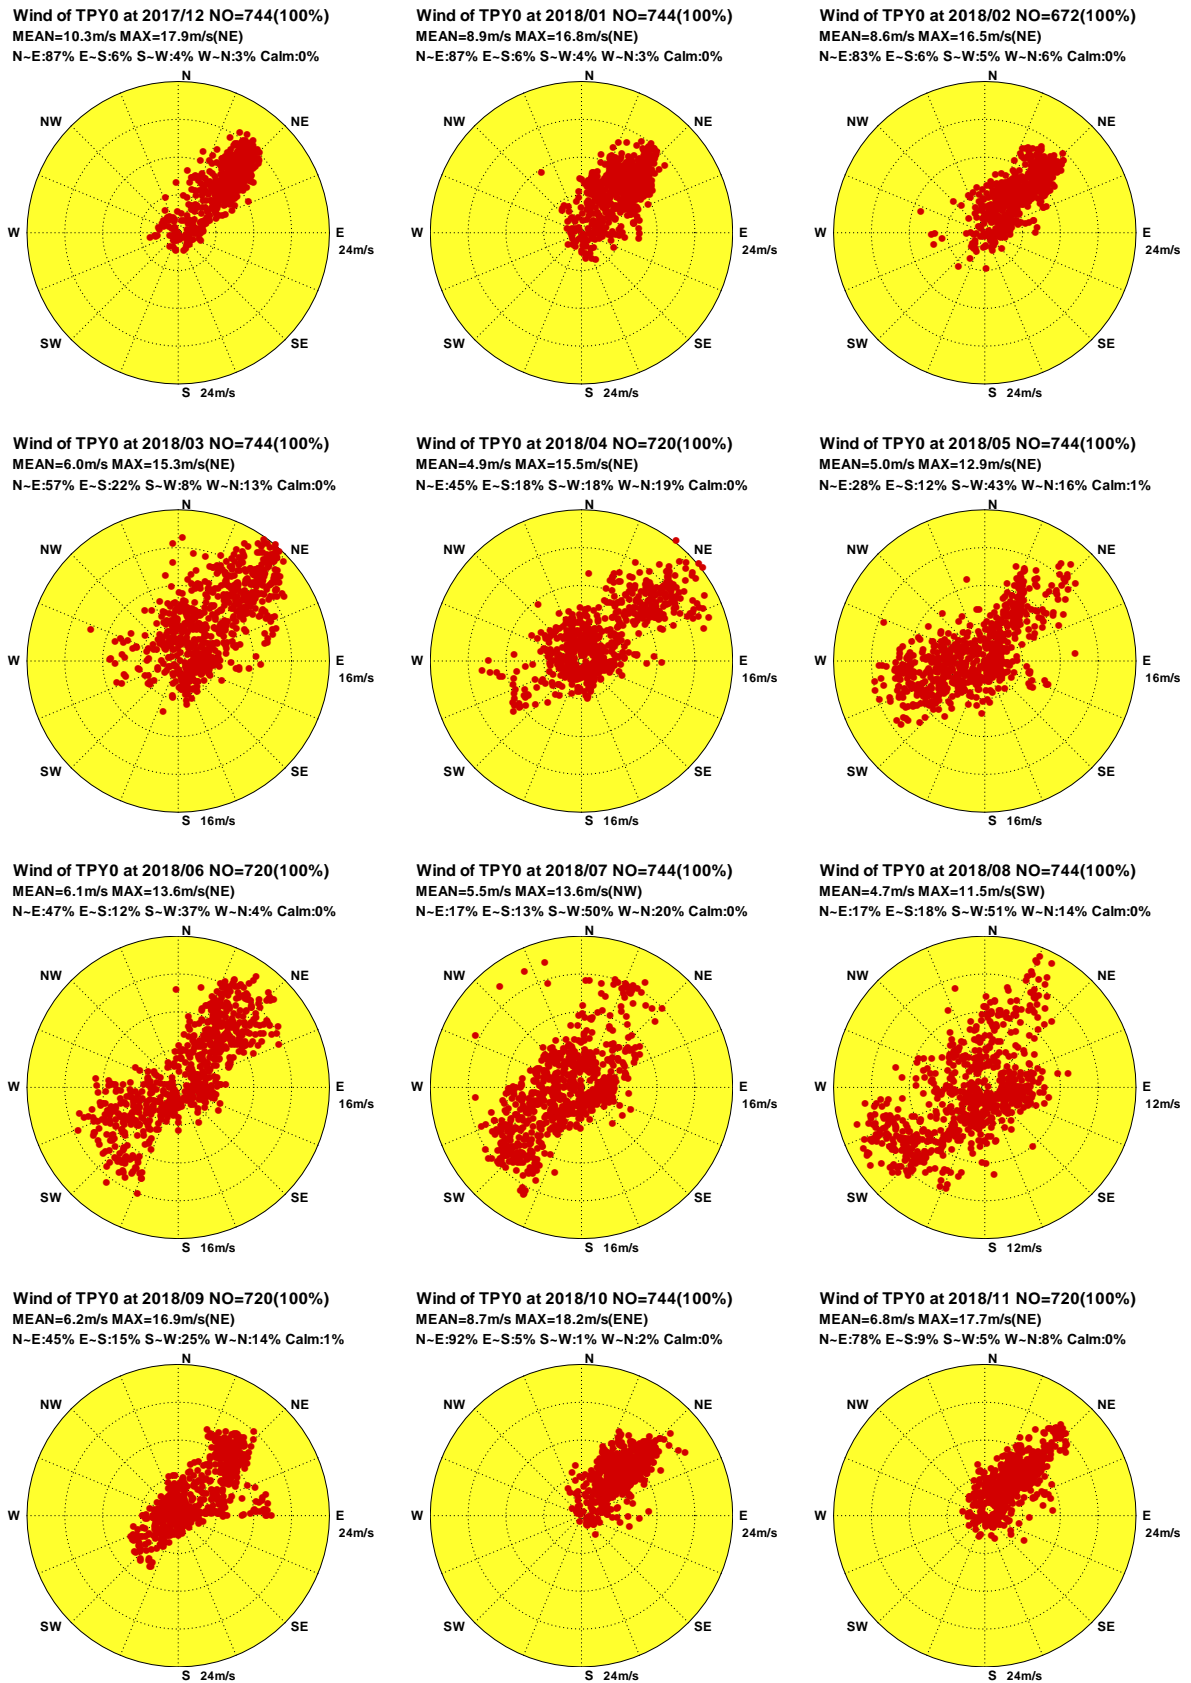 Wind of TPY0 at 2017/12 NO=744(100%)
MEAN=10.3m/s MAX=17.9m/s(NE)
N~E:87% E~S:6% S~W:4% W~N:3% Calm:0%
N
NW
NE
W
E
24m/s
SW
SE
S 24m/s
Wind of TPY0 at 2018/01 NO=744(100%)
MEAN=8.9m/s MAX=16.8m/s(NE)
N~E:87% E~S:6% S~W:4% W~N:3% Calm:0%
N
NW
NE
W
E
24m/s
SW
SE
S 24m/s
Wind of TPY0 at 2018/02 NO=672(100%)
MEAN=8.6m/s MAX=16.5m/s(NE)
N~E:83% E~S:6% S~W:5% W~N:6% Calm:0%
N
NW
NE
W
E
24m/s
SW
SE
S 24m/s
Wind of TPY0 at 2018/03 NO=744(100%)
MEAN=6.0m/s MAX=15.3m/s(NE)
N~E:57% E~S:22% S~W:8% W~N:13% Calm:0%
N
NW
NE
W
E
16m/s
SW
SE
S 16m/s
Wind of TPY0 at 2018/04 NO=720(100%)
MEAN=4.9m/s MAX=15.5m/s(NE)
N~E:45% E~S:18% S~W:18% W~N:19% Calm:0%
N
NW
NE
W
E
16m/s
SW
SE
S 16m/s
Wind of TPY0 at 2018/05 NO=744(100%)
MEAN=5.0m/s MAX=12.9m/s(NE)
N~E:28% E~S:12% S~W:43% W~N:16% Calm:1%
N
NW
NE
W
E
16m/s
SW
SE
S 16m/s
Wind of TPY0 at 2018/06 NO=720(100%)
MEAN=6.1m/s MAX=13.6m/s(NE)
N~E:47% E~S:12% S~W:37% W~N:4% Calm:0%
N
NW
NE
W
E
16m/s
SW
SE
S 16m/s
Wind of TPY0 at 2018/07 NO=744(100%)
MEAN=5.5m/s MAX=13.6m/s(NW)
N~E:17% E~S:13% S~W:50% W~N:20% Calm:0%
N
NW
NE
W
E
16m/s
SW
SE
S 16m/s
Wind of TPY0 at 2018/08 NO=744(100%)
MEAN=4.7m/s MAX=11.5m/s(SW)
N~E:17% E~S:18% S~W:51% W~N:14% Calm:0%
N
NW
NE
W
E
12m/s
SW
SE
S 12m/s
Wind of TPY0 at 2018/09 NO=720(100%)
MEAN=6.2m/s MAX=16.9m/s(NE)
N~E:45% E~S:15% S~W:25% W~N:14% Calm:1%
N
NW
NE
W
E
24m/s
SW
SE
S 24m/s
Wind of TPY0 at 2018/10 NO=744(100%)
MEAN=8.7m/s MAX=18.2m/s(ENE)
N~E:92% E~S:5% S~W:1% W~N:2% Calm:0%
N
NW
NE
W
E
24m/s
SW
SE
S 24m/s
Wind of TPY0 at 2018/11 NO=720(100%)
MEAN=6.8m/s MAX=17.7m/s(NE)
N~E:78% E~S:9% S~W:5% W~N:8% Calm:0%
N
NW
NE
W
E
24m/s
SW
SE
S 24m/s